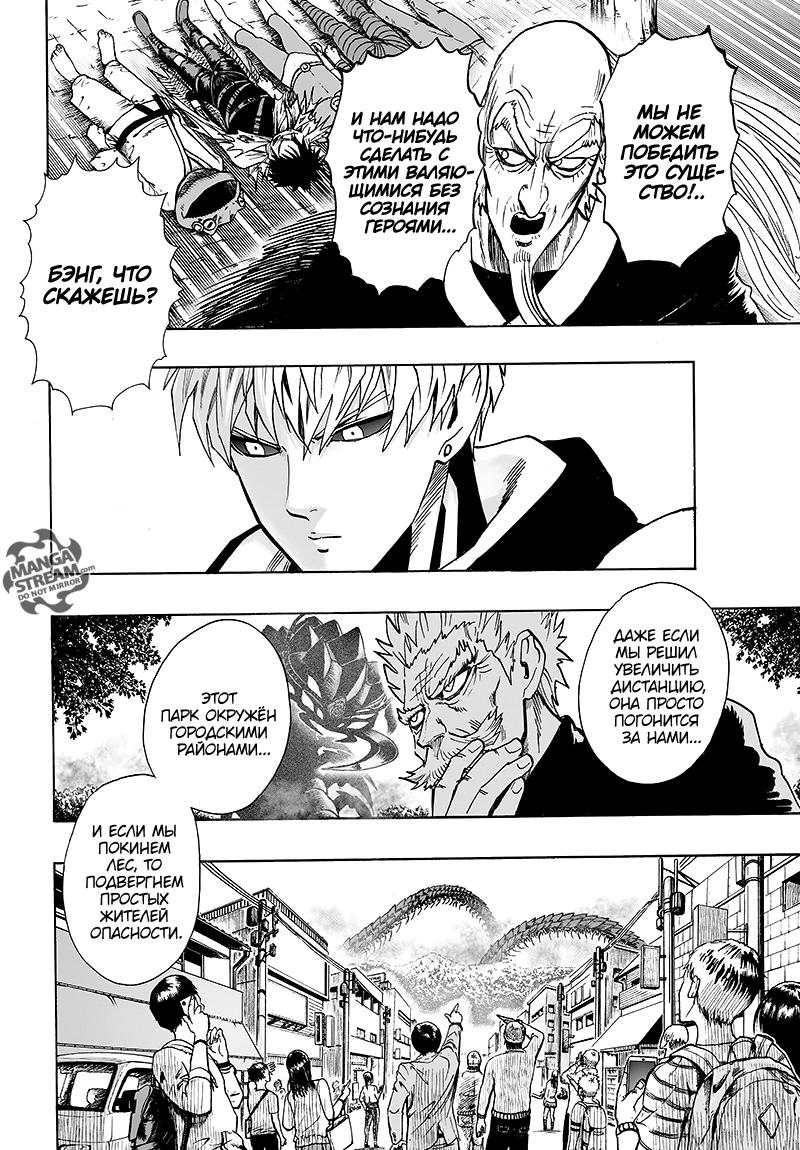 МЫ НЕ
МОЖЕМ
ПОБЕДИТЬ
ЭТО СУЩЕ-
СТВО!..
И НАМ НАДО
ЧТО-НИБУДЬ
СДЕЛАТЬ С
ЭТИМИ ВАЛЯЮ-
ЩИМИСЯ БЕЗ
СОЗНАНИЯ
ГЕРОЯМИ...
БЭНГ, ЧТО
СКАЖЕШЬ?
MANGA
STREAM.com
DO NOT MIRROR
ДАЖЕ ЕСЛИ
МЫ РЕШИЛ
УВЕЛИЧИТЬ
ДИСТАНЦИЮ,
ОНА ПРОСТО
ПОГОНИТСЯ
ЗА НАМИ...
ЭТОТ
ПАРК ОКРУЖЁН
ГОРОДСКИМИ
РАЙОНАМИ...
И ЕСЛИ МЫ
ПОКИНЕМ
ЛЕС, ТО
ПОДВЕРГНЕМ
ПРОСТЫХ
ЖИТЕЛЕЙ
ОПАСНОСТИ.